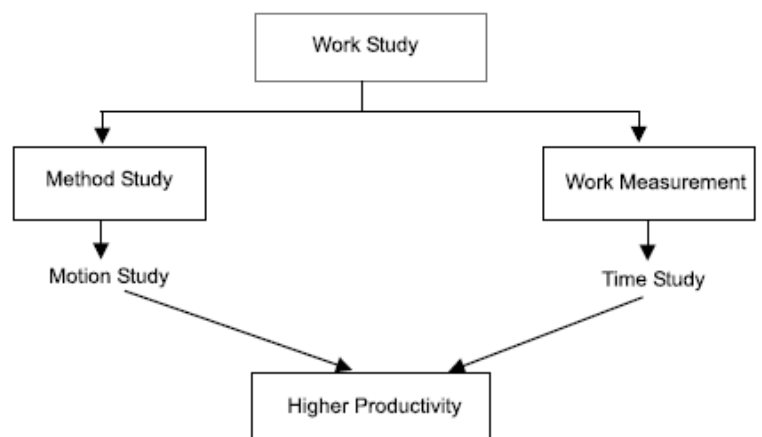 Work Study
Method Study
Work Measurement
Motion Study
Time Study
Higher Productivity